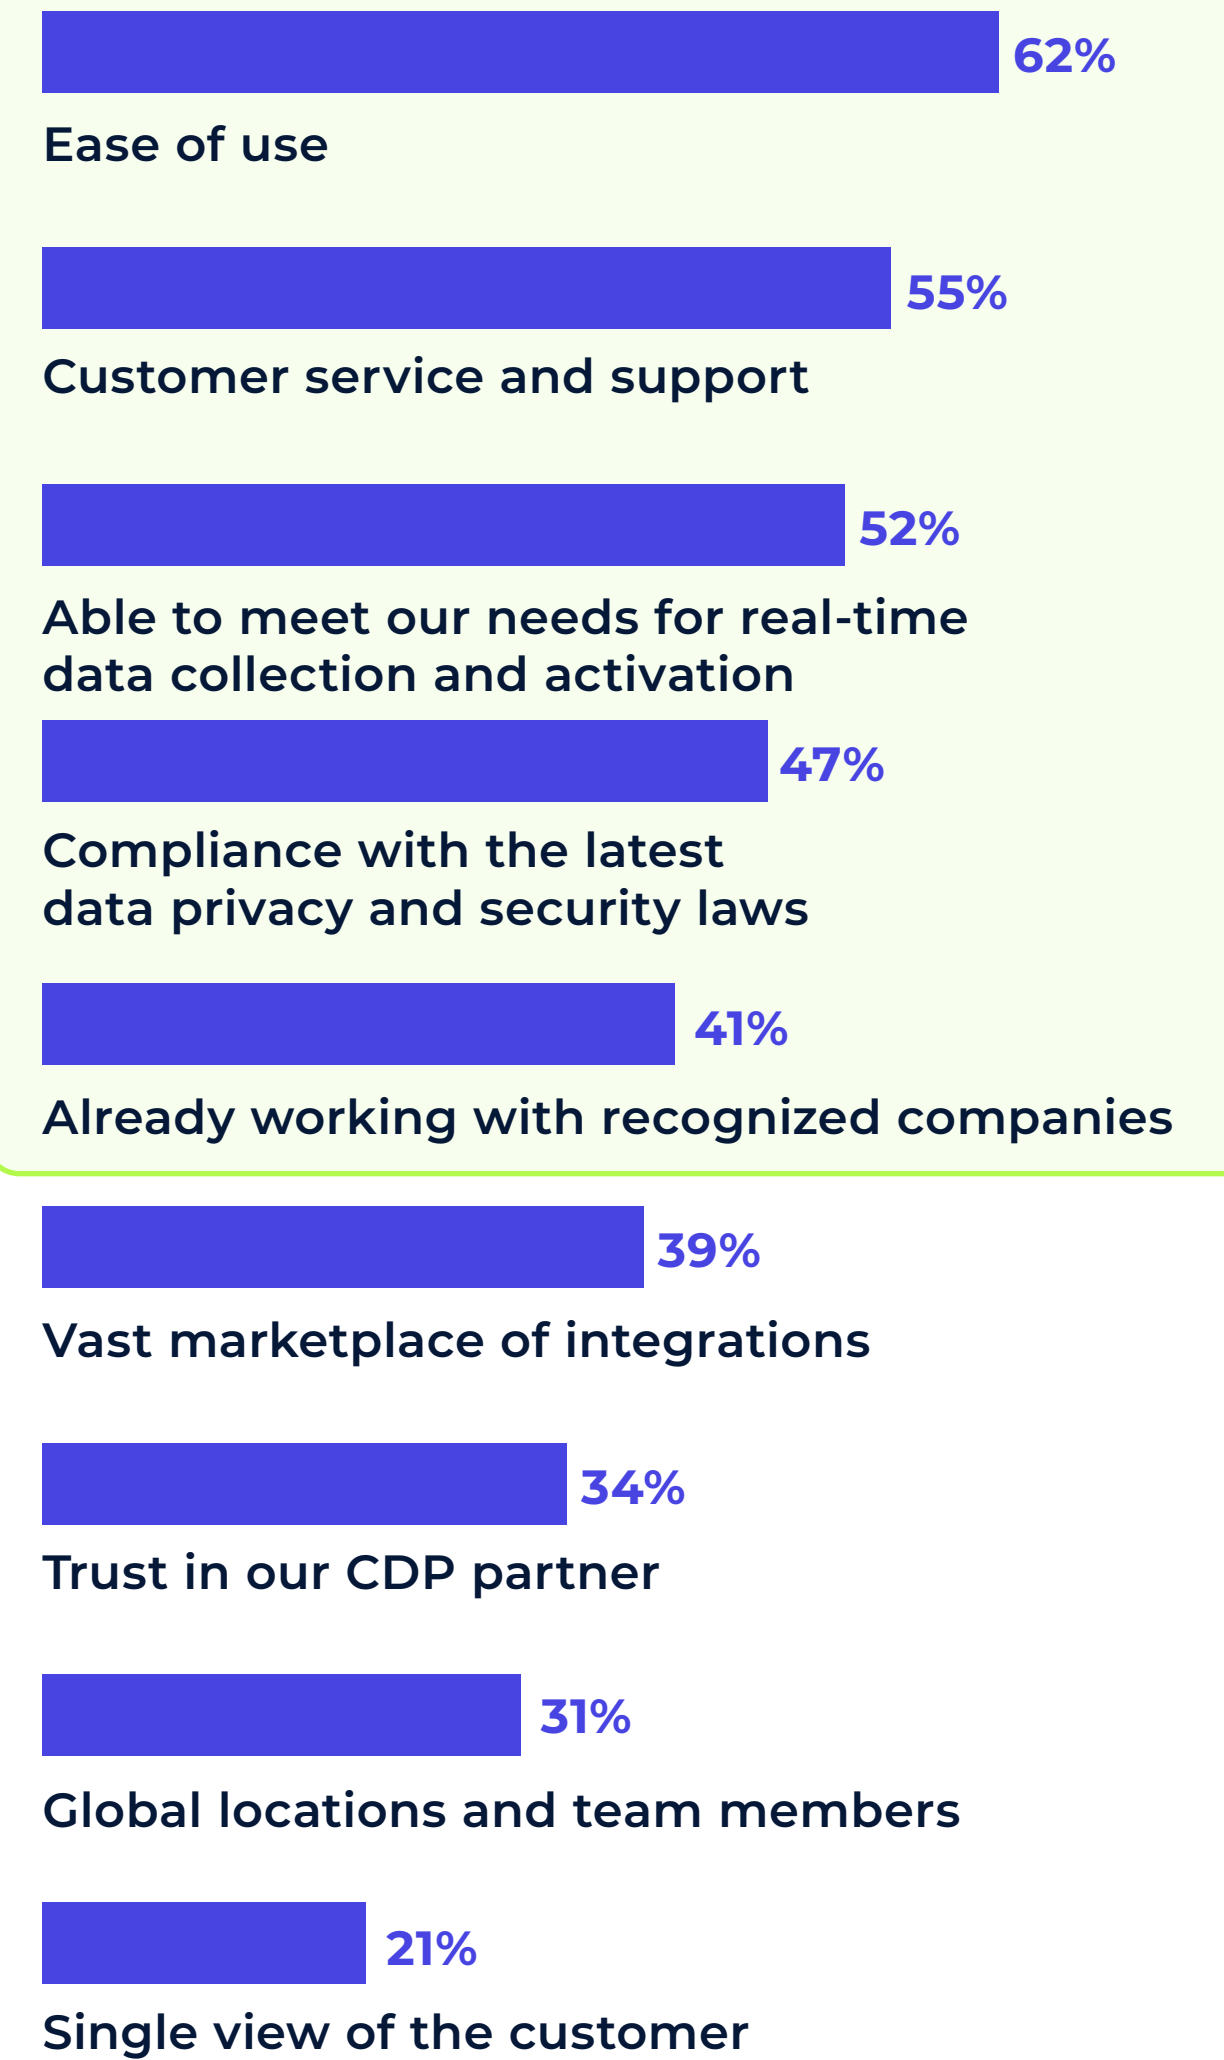 62%
Ease of use
55%
Customer service and support
52%
Able to meet our needs for real-time
data collection and activation
47%
Compliance with the latest
data privacy and security laws
41%
Already working with recognized companies
39%
Vast marketplace of integrations
34%
Trust in our CDP partner
31%
Global locations and team members
21%
Single view of the customer